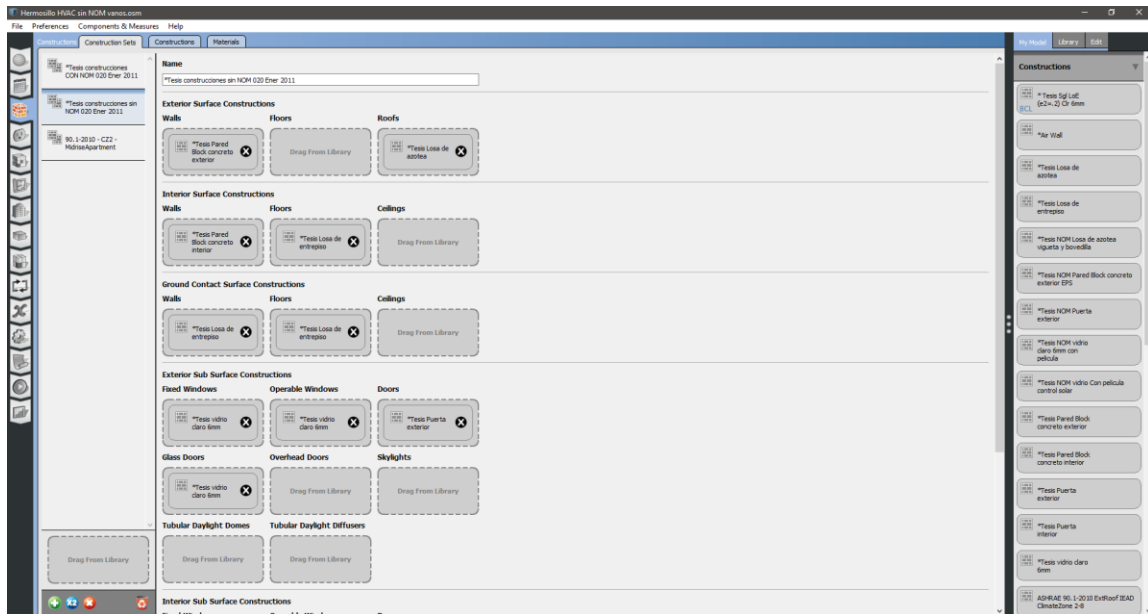 Hermosillo HVAC sin NOM vanos.osm
File Preferences Components & Measures Help
Constructions Construction Sets Constructions Materials
My Model Library Edit
*Tesis construcciones
CON NOM 020 Ener 2011
*Tesis construcciones sin
NOM 020 Ener 2011
90.1-2010 - CZ2 -
MidriseApartment
Drag From Library
Name
*Tesis construcciones sin NOM 020 Ener 2011
Exterior Surface Constructions
Walls Floors Roofs
*Tesis Pared
Block concreto
exterior
Drag From Library
*Tesis Losa de
azotea
Interior Surface Constructions
Walls Floors Ceilings
*Tesis Pared
Block concreto
interior
*Tesis Losa de
entrepiso
Drag From Library
Ground Contact Surface Constructions
Walls Floors Ceilings
*Tesis Losa de
entrepiso
*Tesis Losa de
entrepiso
Drag From Library
Exterior Sub Surface Constructions
Fixed Windows Operable Windows Doors
*Tesis vidrio
claro 6mm
*Tesis vidrio
claro 6mm
*Tesis Puerta
exterior
Glass Doors Overhead Doors Skylights
*Tesis vidrio
claro 6mm
Drag From Library
Drag From Library
Tubular Daylight Domes Tubular Daylight Diffusers
Drag From Library
Drag From Library
Interior Sub Surface Constructions
Constructions
* Tesis Sgl LoE
(e2=.2) Clr 6mm
BCL
*Air Wall
*Tesis Losa de
azotea
*Tesis Losa de
entrepiso
*Tesis NOM Losa de azotea
vigueta y bovedilla
*Tesis NOM Pared Block concreto
exterior EPS
*Tesis NOM Puerta
exterior
*Tesis NOM vidrio
claro 6mm con
pelicula
*Tesis NOM vidrio Con pelicula
control solar
*Tesis Pared Block
concreto exterior
*Tesis Pared Block
concreto interior
*Tesis Puerta
exterior
*Tesis Puerta
interior
*Tesis vidrio claro
6mm
ASHRAE 90.1-2010 ExtRoof IEAD
ClimateZone 2-8